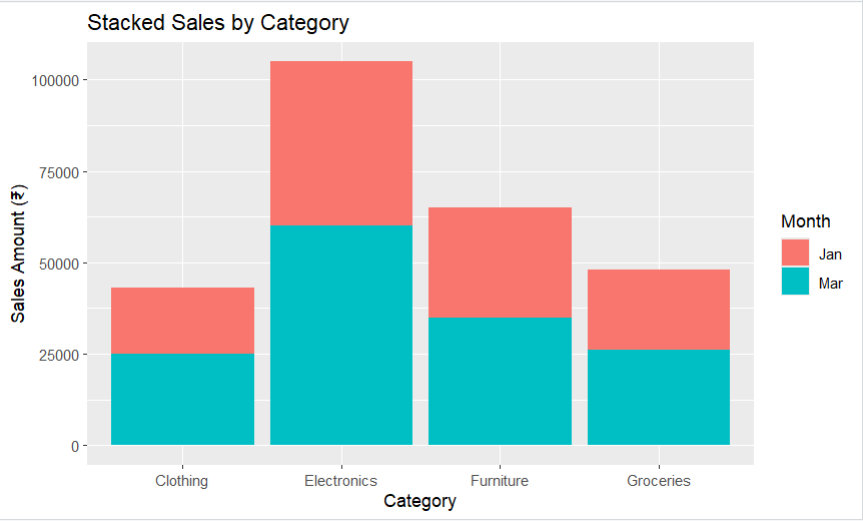 Stacked Sales by Category
Sales Amount (₹)
100000
75000
50000
25000
0
Clothing
Electronics
Furniture
Groceries
Category
Month
Jan
Mar